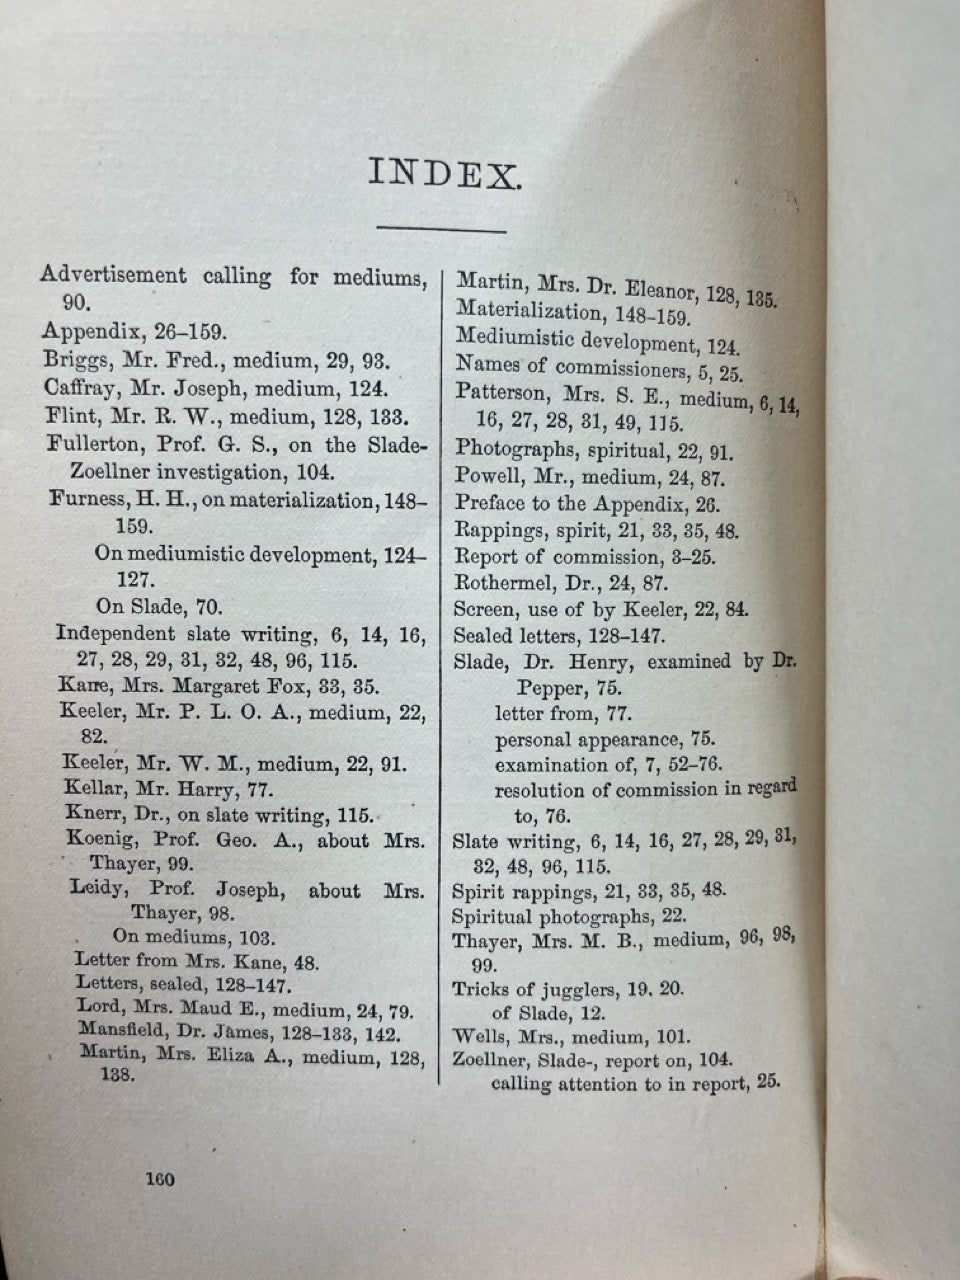 INDEX.
Advertisement calling for mediums,
90.
Appendix, 26–159.
Briggs, Mr. Fred., medium, 29, 93.
Caffray, Mr. Joseph, medium, 124.
Flint, Mr. R. W., medium, 128, 133.
Fullerton, Prof. G. S., on the Slade-
Zoellner investigation, 104.
Furness, H. H., on materialization, 148–
159.
On mediumistic development, 124–
127.
On Slade, 70.
Independent slate writing, 6, 14, 16,
27, 28, 29, 31, 32, 48, 96, 115.
Kane, Mrs. Margaret Fox, 33, 35.
Keeler, Mr. P. L. O. A., medium, 22,
82.
Keeler, Mr. W. M., medium, 22, 91.
Kellar, Mr. Harry, 77.
Knerr, Dr., on slate writing, 115.
Koenig, Prof. Geo. A., about Mrs.
Thayer, 99.
Leidy, Prof. Joseph, about Mrs.
Thayer, 98.
On mediums, 103.
Letter from Mrs. Kane, 48.
Letters, sealed, 128–147.
Lord, Mrs. Maud E., medium, 24, 79.
Mansfield, Dr. James, 128–133, 142.
Martin, Mrs. Eliza A., medium, 128,
138.
Martin, Mrs. Dr. Eleanor, 128, 135.
Materialization, 148–159.
Mediumistic development, 124.
Names of commissioners, 5, 25.
Patterson, Mrs. S. E., medium, 6, 14,
16, 27, 28, 31, 49, 115.
Photographs, spiritual, 22, 91.
Powell, Mr., medium, 24, 87.
Preface to the Appendix, 26.
Rappings, spirit, 21, 33, 35, 48.
Report of commission, 3–25.
Rothermel, Dr., 24, 87.
Screen, use of by Keeler, 22, 84.
Sealed letters, 128–147.
Slade, Dr. Henry, examined by Dr.
Pepper, 75.
letter from, 77.
personal appearance, 75.
examination of, 7, 52–76.
resolution of commission in regard
to, 76.
Slate writing, 6, 14, 16, 27, 28, 29, 31,
32, 48, 96, 115.
Spirit rappings, 21, 33, 35, 48.
Spiritual photographs, 22.
Thayer, Mrs. M. B., medium, 96, 98,
99.
Tricks of jugglers, 19, 20.
of Slade, 12.
Wells, Mrs., medium, 101.
Zoellner, Slade-, report on, 104.
calling attention to in report, 25.
160